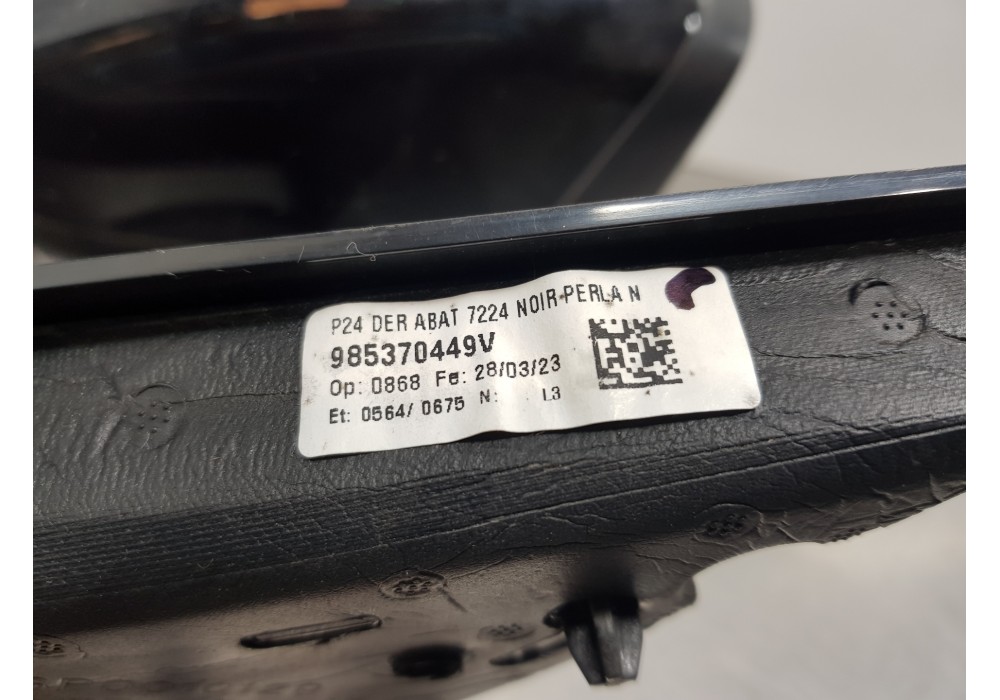 P24 DER ABAT 7224 NOIR-PERLA N
985370449V
Op: 0868 Fe: 28/03/23
Et: 0564/ 0675 N: L3